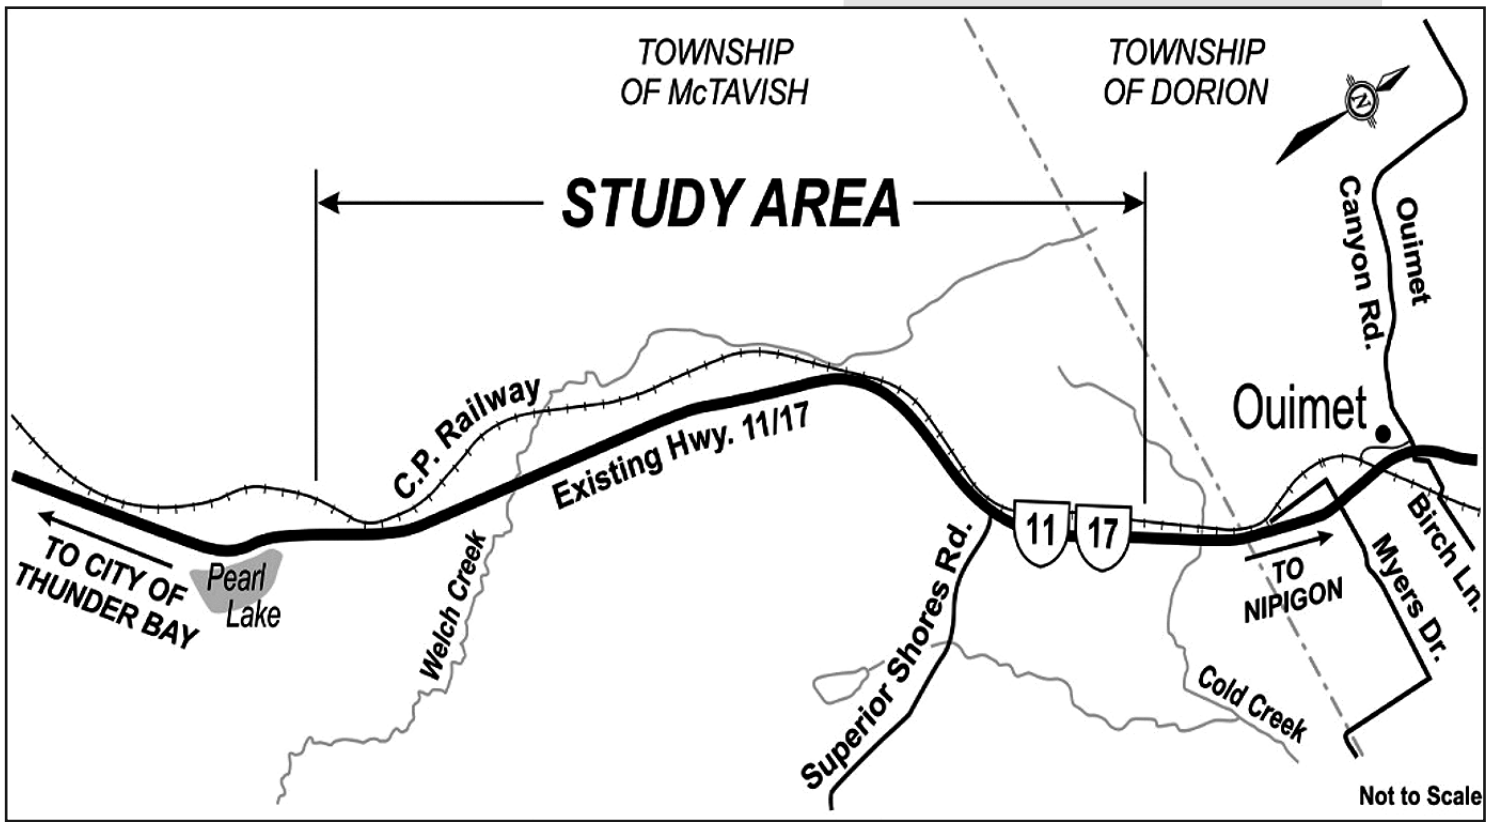 TOWNSHIP
OF McTAVISH
TOWNSHIP
OF DORION
N
STUDY AREA
Ouimet
Canyon Rd.
C.P. Railway
Existing Hwy. 11/17
Ouimet
TO CITY OF
THUNDER BAY
Pearl
Lake
Welch Creek
Superior Shores Rd.
11
17
TO
NIPIGON
Birch Ln.
Myers Dr.
Cold Creek
Not to Scale